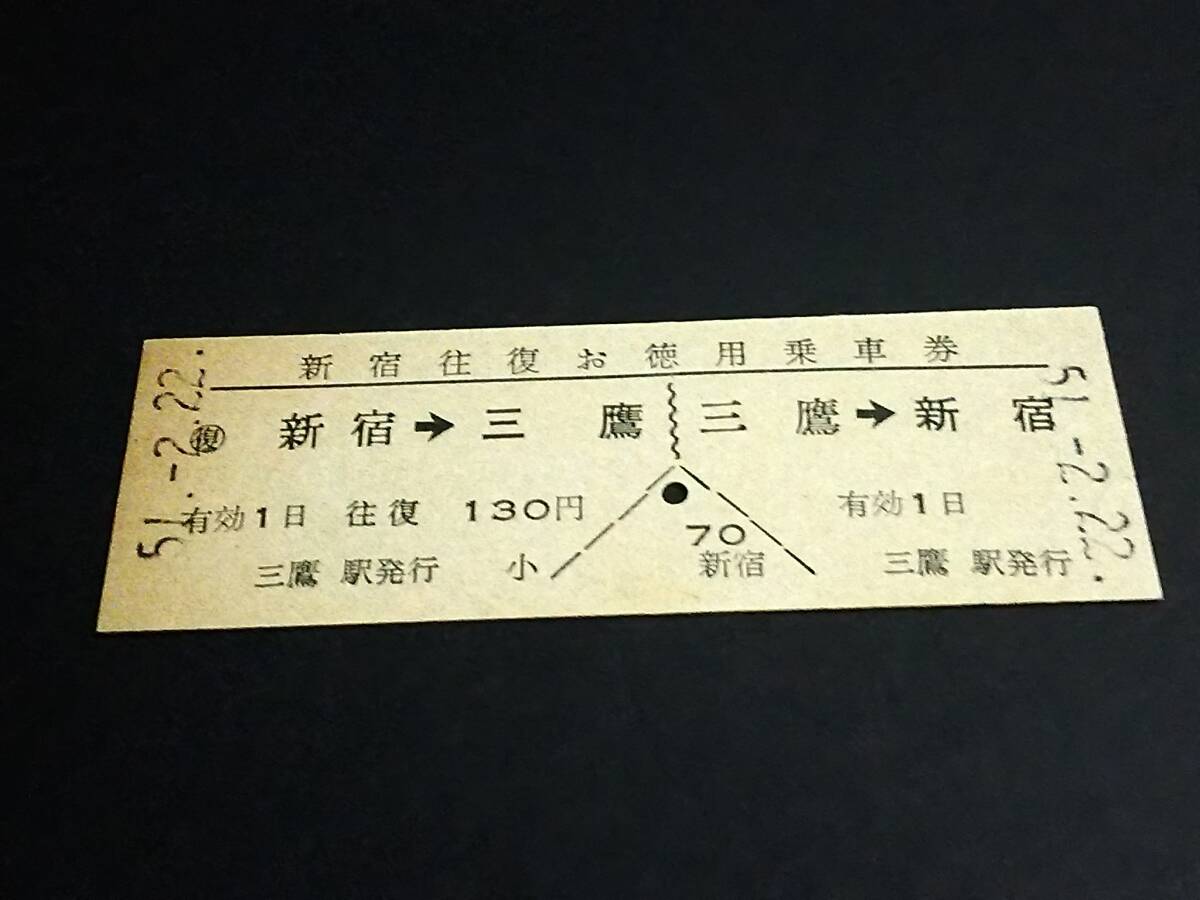 新宿往復お徳用乗車券
51.-2.22.
㊝ 新宿➔三鷹
有効1日 往復 130円
三鷹駅発行 小
三鷹➔新宿
有効1日
70
新宿
三鷹駅発行
51.-2.22.